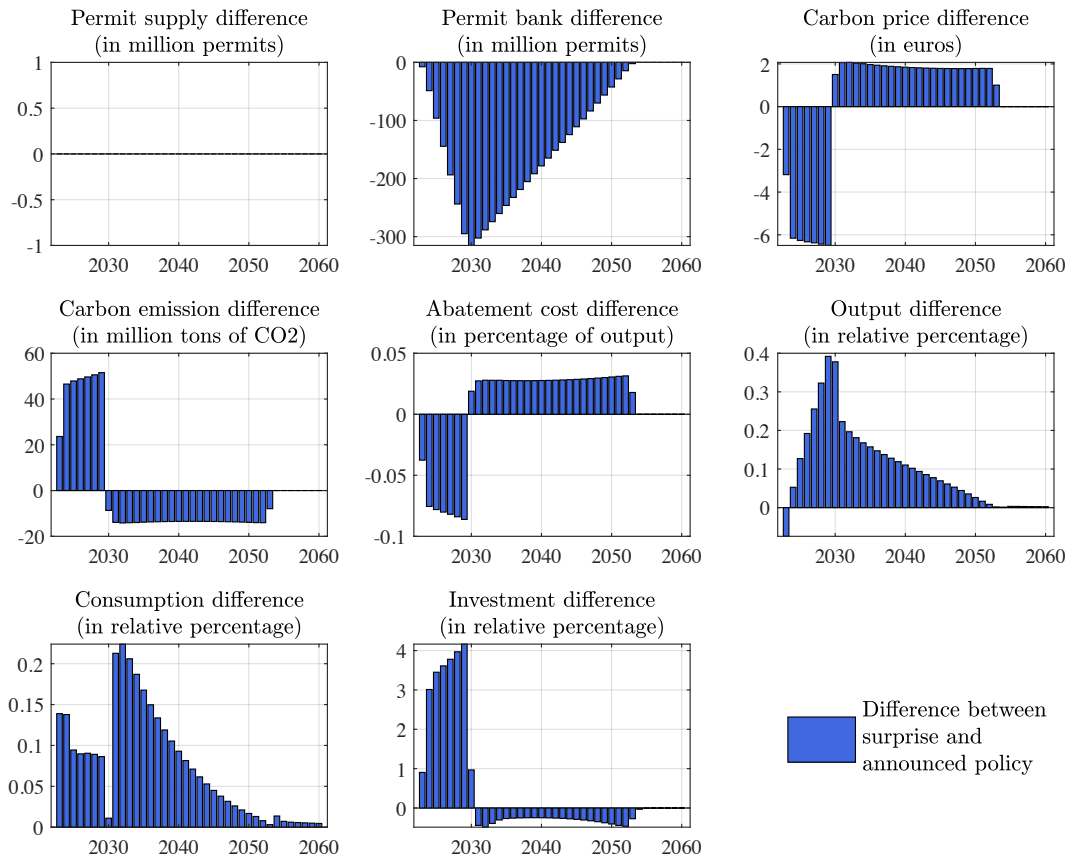 Permit supply difference
(in million permits)
1
0.5
0
-0.5
-1
2030 2040 2050 2060
Permit bank difference
(in million permits)
0
-100
-200
-300
2030 2040 2050 2060
Carbon price difference
(in euros)
2
0
-2
-4
-6
2030 2040 2050 2060
Carbon emission difference
(in million tons of CO2)
60
40
20
0
-20
2030 2040 2050 2060
Abatement cost difference
(in percentage of output)
0.05
0
-0.05
-0.1
2030 2040 2050 2060
Output difference
(in relative percentage)
0.4
0.3
0.2
0.1
0
2030 2040 2050 2060
Consumption difference
(in relative percentage)
0.2
0.15
0.1
0.05
0
2030 2040 2050 2060
Investment difference
(in relative percentage)
4
3
2
1
0
2030 2040 2050 2060
Difference between
surprise and
announced policy